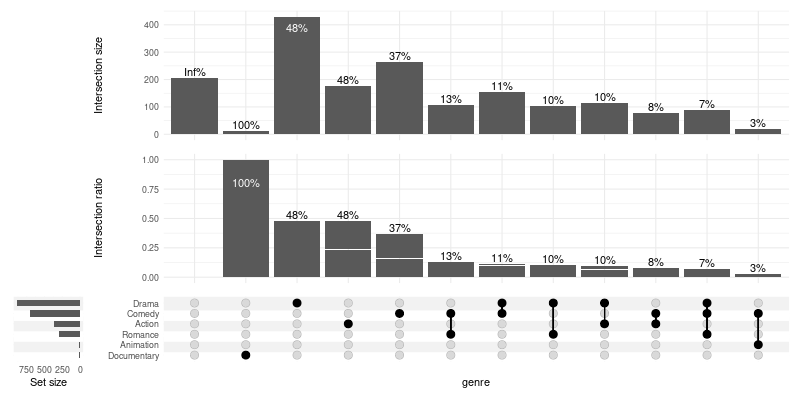 Intersection size
400
300
200
100
0
Inf%
100%
48%
48%
37%
13%
11%
10%
10%
8%
7%
3%
Intersection ratio
1.00
0.75
0.50
0.25
0.00
100%
48%
48%
37%
13%
11%
10%
10%
8%
7%
3%
Drama
Comedy
Action
Romance
Animation
Documentary
750 500 250 0
Set size
genre